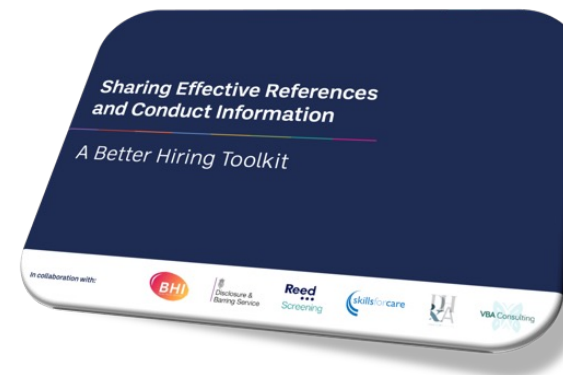 Sharing Effective References
and Conduct Information
A Better Hiring Toolkit
In collaboration with:
BHI
Disclosure &
Barring Service
Reed
Screening
skillsforcare
VBA Consulting